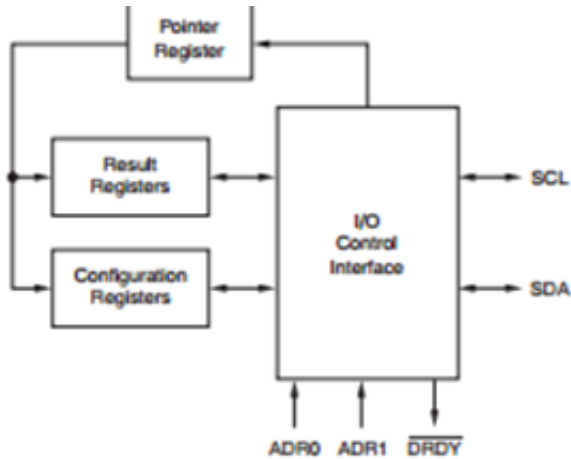 Pointer
Register
Result
Registers
SCL
I/O
Control
Interface
Configuration
Registers
SDA
ADR0 ADR1 DRDY